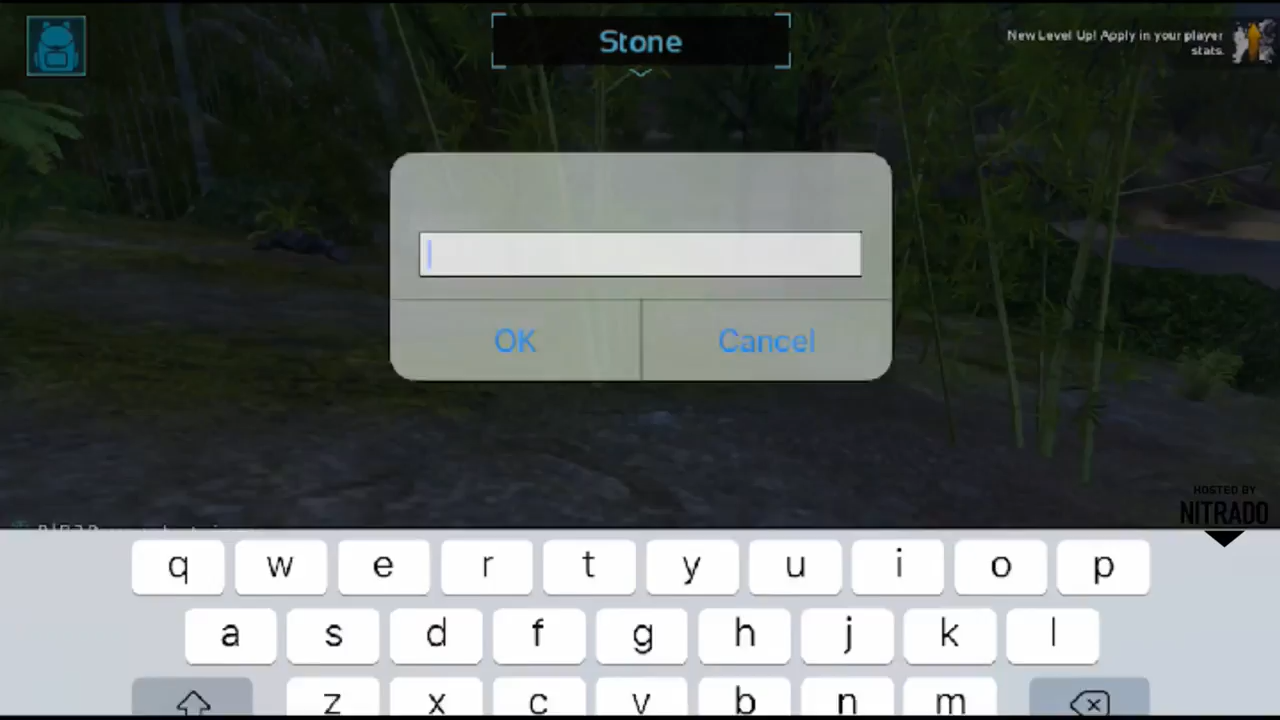 Stone
New Level Up! Apply in your player
stats.
OK
Cancel
HOSTED BY
NITRADO
q w e r t y u i o p
a s d f g h j k l
z x c v b n m